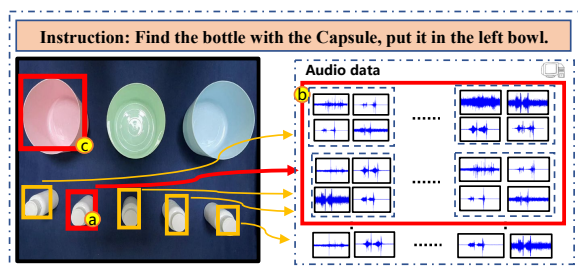 Instruction: Find the bottle with the Capsule, put it in the left bowl.
Audio data
b
......
c
......
a
......